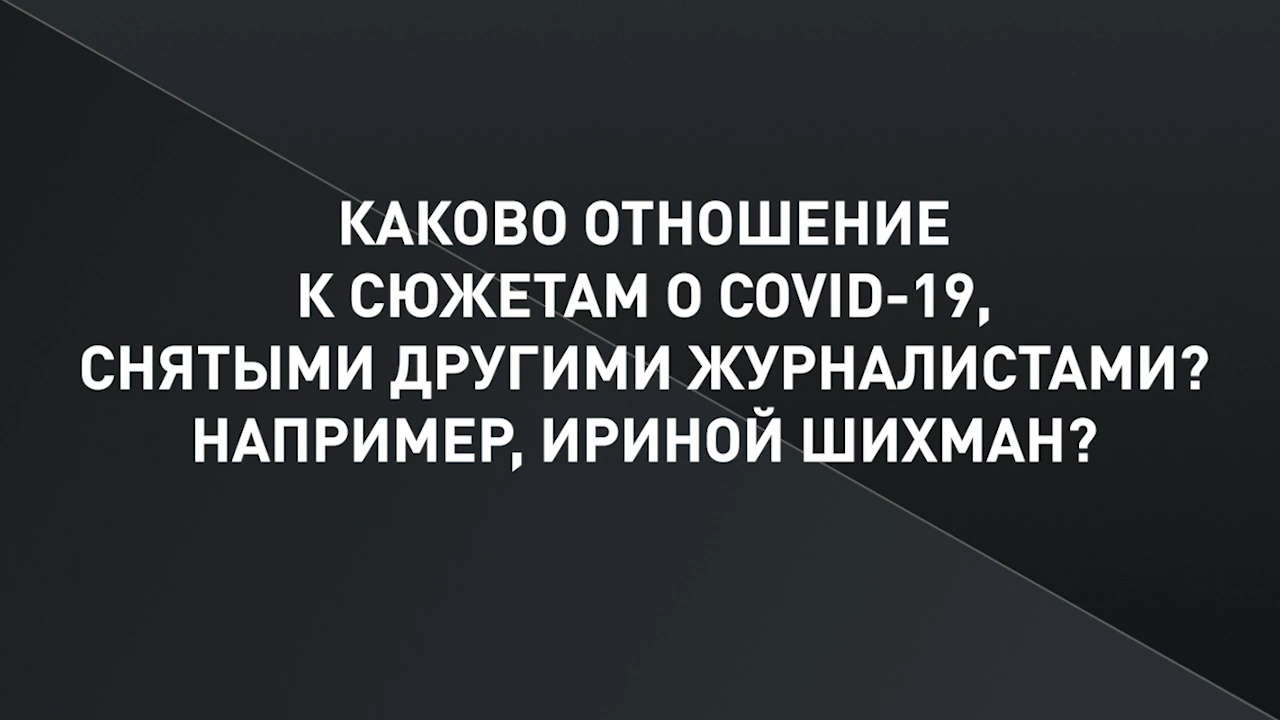 КАКОВО ОТНОШЕНИЕ
К СЮЖЕТАМ О COVID-19,
СНЯТЫМИ ДРУГИМИ ЖУРНАЛИСТАМИ?
НАПРИМЕР, ИРИНОЙ ШИХМАН?